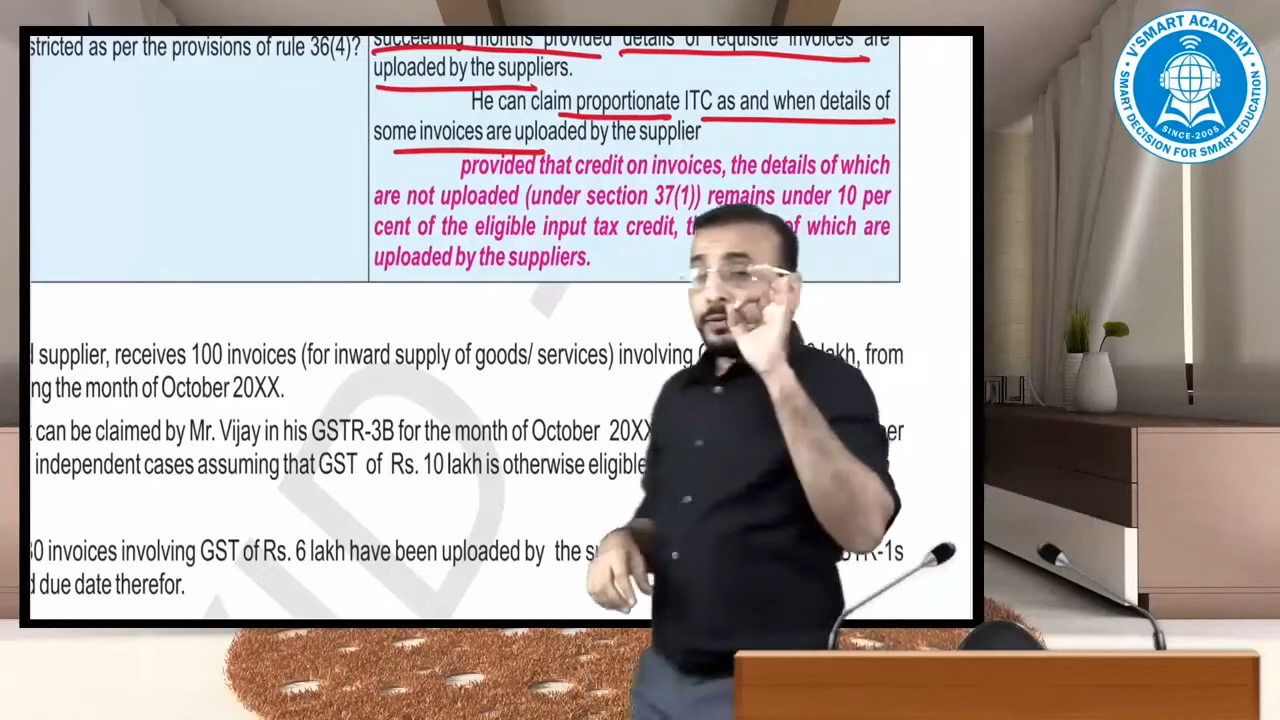 stricted as per the provisions of rule 36(4)?
succeeding months provided details of requisite invoices are
uploaded by the suppliers.
He can claim proportionate ITC as and when details of
some invoices are uploaded by the supplier
provided that credit on invoices, the details of which
are not uploaded (under section 37(1)) remains under 10 per
cent of the eligible input tax credit, of which are
uploaded by the suppliers.
supplier, receives 100 invoices (for inward supply of goods/ services) involving lakh, from
ng the month of October 20XX.
can be claimed by Mr. Vijay in his GSTR-3B for the month of October 20XX
independent cases assuming that GST of Rs. 10 lakh is otherwise eligible
0 invoices involving GST of Rs. 6 lakh have been uploaded by the
due date therefor.
V'SMART ACADEMY
SMART DECISION FOR SMART EDUCATION
SINCE-2005